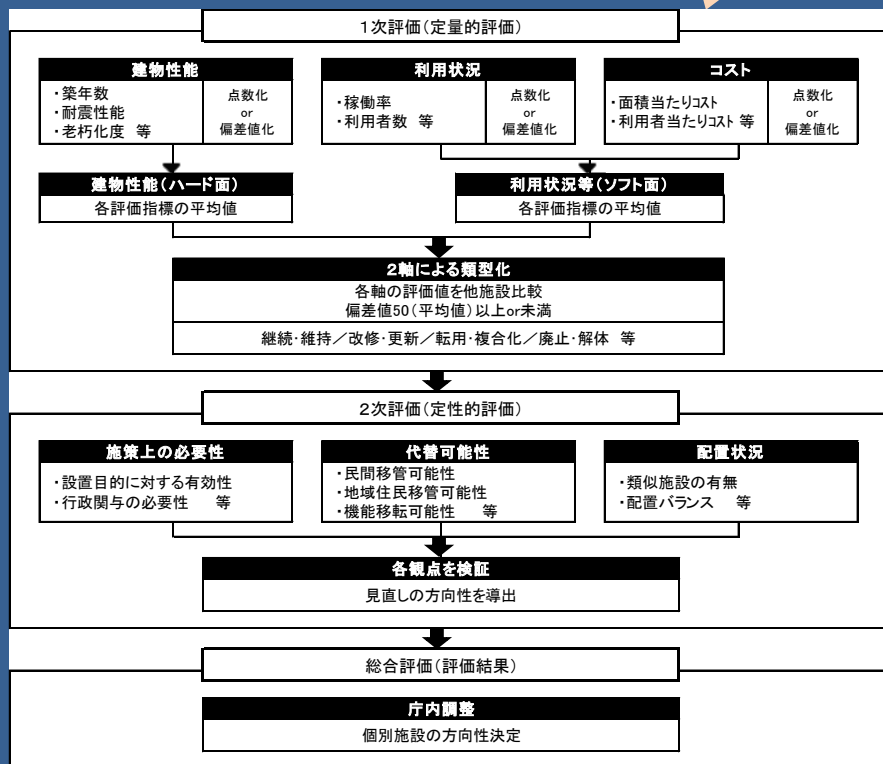 １次評価（定量的評価）
建物性能
・築年数
・耐震性能
・老朽化度 等
点数化
or
偏差値化
利用状況
・稼働率
・利用者数 等
点数化
or
偏差値化
コスト
・面積当たりコスト
・利用者当たりコスト 等
点数化
or
偏差値化
建物性能（ハード面）
各評価指標の平均値
利用状況等（ソフト面）
各評価指標の平均値
２軸による類型化
各軸の評価値を他施設比較
偏差値50（平均値）以上or未満
継続・維持／改修・更新／転用・複合化／廃止・解体 等
２次評価（定性的評価）
施策上の必要性
・設置目的に対する有効性
・行政関与の必要性 等
代替可能性
・民間移管可能性
・地域住民移管可能性
・機能移転可能性 等
配置状況
・類似施設の有無
・配置バランス 等
各観点を検証
見直しの方向性を導出
総合評価（評価結果）
庁内調整
個別施設の方向性決定